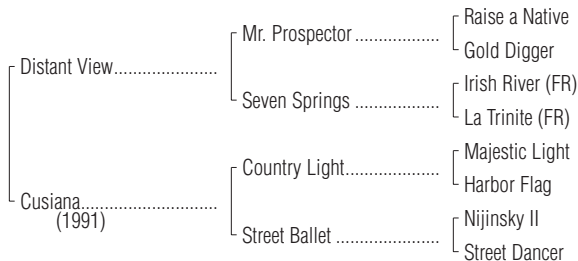 Raise a Native
Mr. Prospector ..................
Gold Digger
Distant View......................
Irish River (FR)
Seven Springs ..................
La Trinite (FR)
Majestic Light
Country Light....................
Harbor Flag
Cusiana.............................
(1991)
Nijinsky II
Street Ballet ......................
Street Dancer